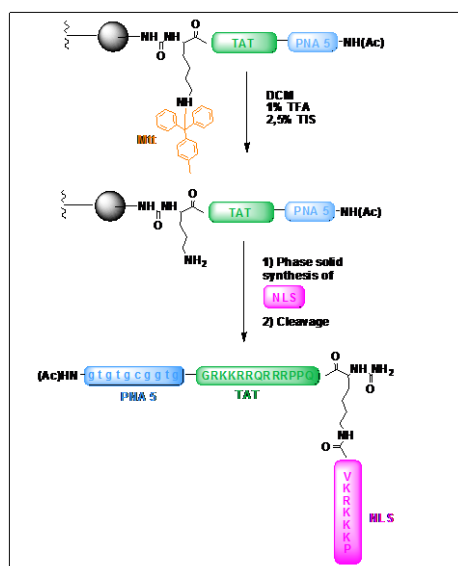 NH-NH
O
O
TAT
PNA 5
NH(Ac)
NH
Mtt
DCM
1% TFA
2,5% TIS
NH-NH
O
O
TAT
PNA 5
NH(Ac)
NH2
1) Phase solid
synthesis of
NLS
2) Cleavage
(Ac)HN
gtgtgcggtg
GRKKRRQRRRPPQ
O
NH
NH2
O
PNA 5
TAT
O
NH
V
K
R
K
K
K
K
P
NLS